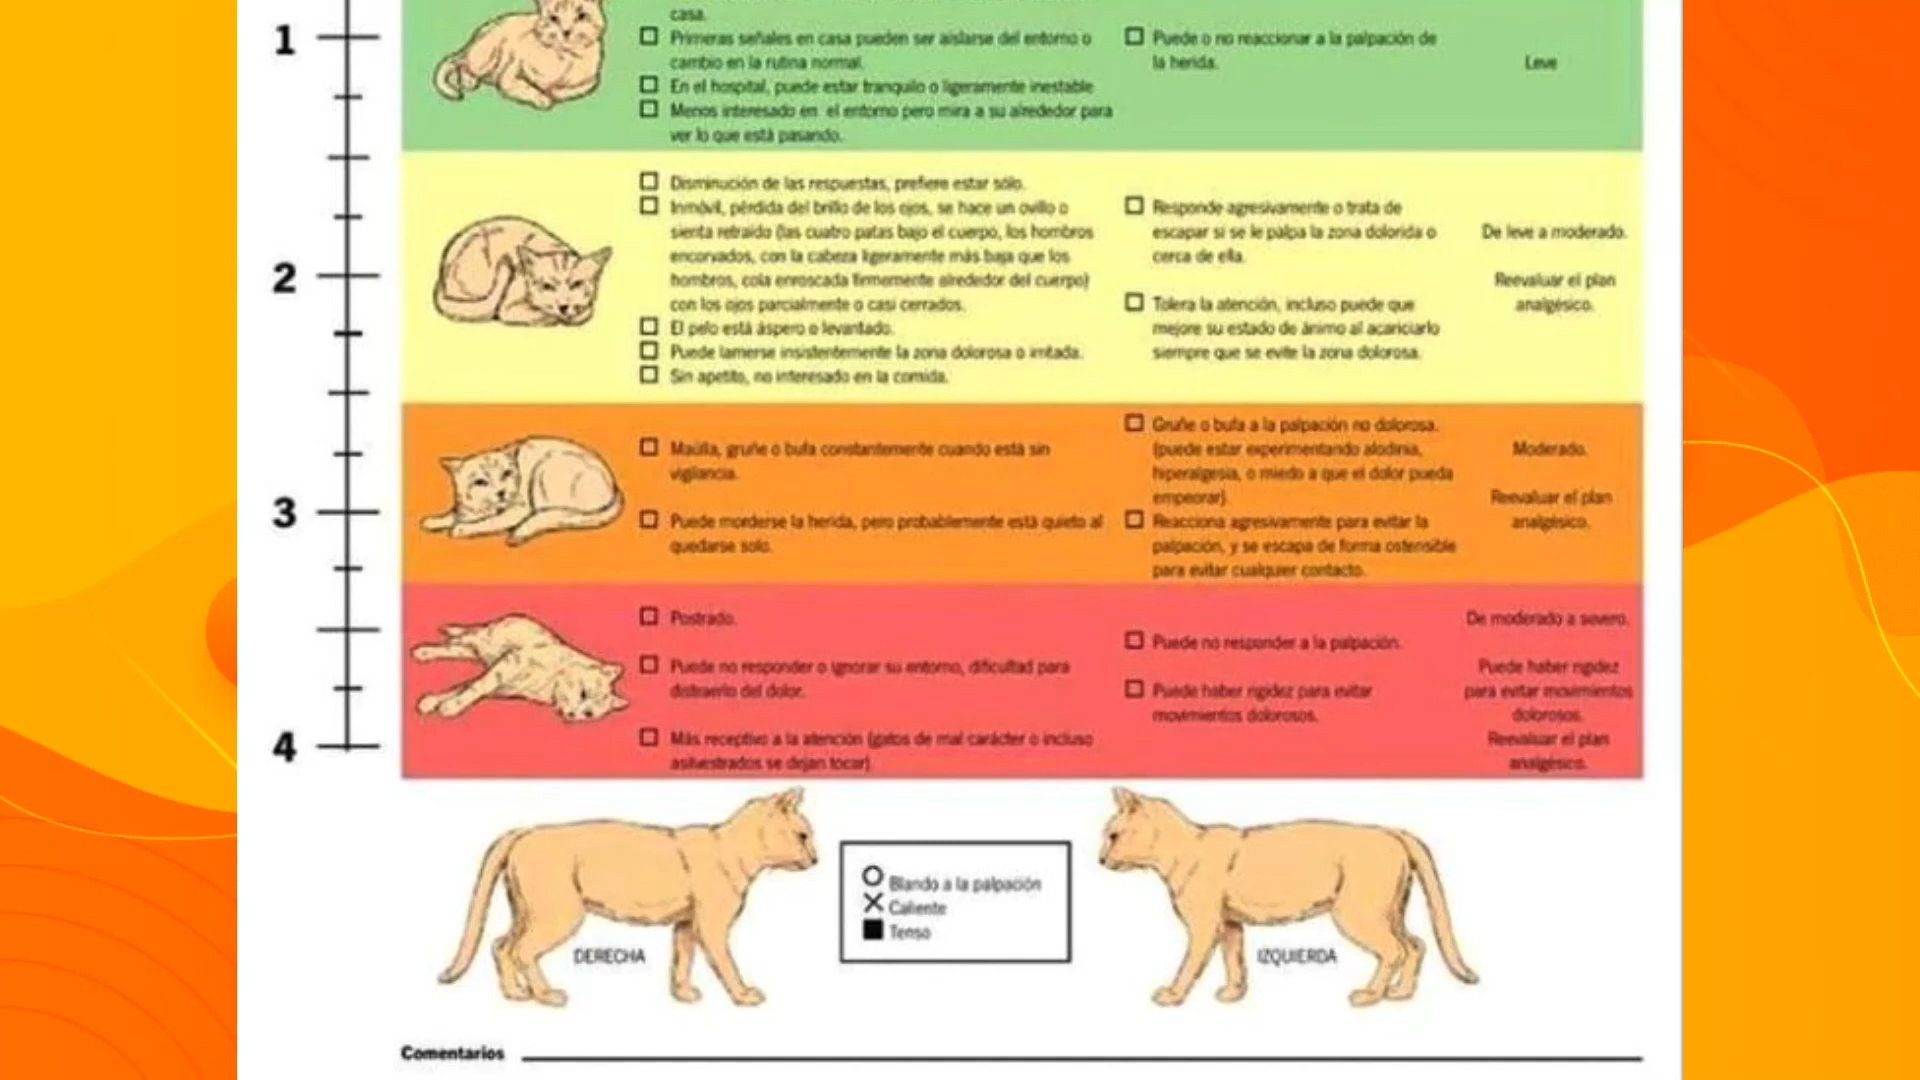 casa.
1
Primeras señales en casa pueden ser aislarse del entorno o
cambio en la rutina normal.
En el hospital, puede estar tranquilo o ligeramente inestable
Menos interesado en el entorno pero mira a su alrededor para
ver lo que está pasando.
Puede o no reaccionar a la palpación de
la herida.
Leve
2
Disminución de las respuestas, prefiere estar sólo.
Inmóvil, pérdida del brillo de los ojos, se hace un ovillo o
sienta retraído (las cuatro patas bajo el cuerpo, los hombros
encorvados, con la cabeza ligeramente más baja que los
hombros, cola enroscada firmemente alrededor del cuerpo)
con los ojos parcialmente o casi cerrados.
El pelo está áspero o levantado.
Puede lamerse insistentemente la zona dolorosa o irritada.
Sin apetito, no interesado en la comida.
Responde agresivamente o trata de
escapar si se le palpa la zona dolorida o
cerca de ella.
Tolera la atención, incluso puede que
mejore su estado de ánimo al acariciarlo
siempre que se evite la zona dolorosa.
De leve a moderado.
Reevaluar el plan
analgésico.
3
Maúlla, gruñe o bufa constantemente cuando está sin
vigilancia.
Puede morderse la herida, pero probablemente está quieto al
quedarse solo.
Gruñe o bufa a la palpación no dolorosa.
(puede estar experimentando alodinia,
hiperalgesia, o miedo a que el dolor pueda
empeorar).
Reacciona agresivamente para evitar la
palpación, y se escapa de forma ostensible
para evitar cualquier contacto.
Moderado.
Reevaluar el plan
analgésico.
4
Postrado.
Puede no responder o ignorar su entorno, dificultad para
distraerlo del dolor.
Más receptivo a la atención (gatos de mal carácter o incluso
asilvestrados se dejan tocar)
Puede no responder a la palpación.
Puede haber rigidez para evitar
movimientos dolorosos.
De moderado a severo.
Puede haber rigidez
para evitar movimientos
dolorosos.
Reevaluar el plan
analgésico.
DERECHA
O Blando a la palpación
X Caliente
■ Tenso
IZQUIERDA
Comentarios